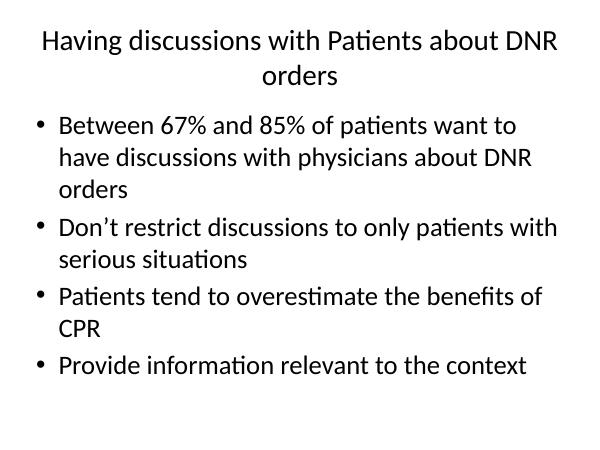 Having discussions with Patients about DNR
orders
• Between 67% and 85% of patients want to
have discussions with physicians about DNR
orders
• Don’t restrict discussions to only patients with
serious situations
• Patients tend to overestimate the benefits of
CPR
• Provide information relevant to the context